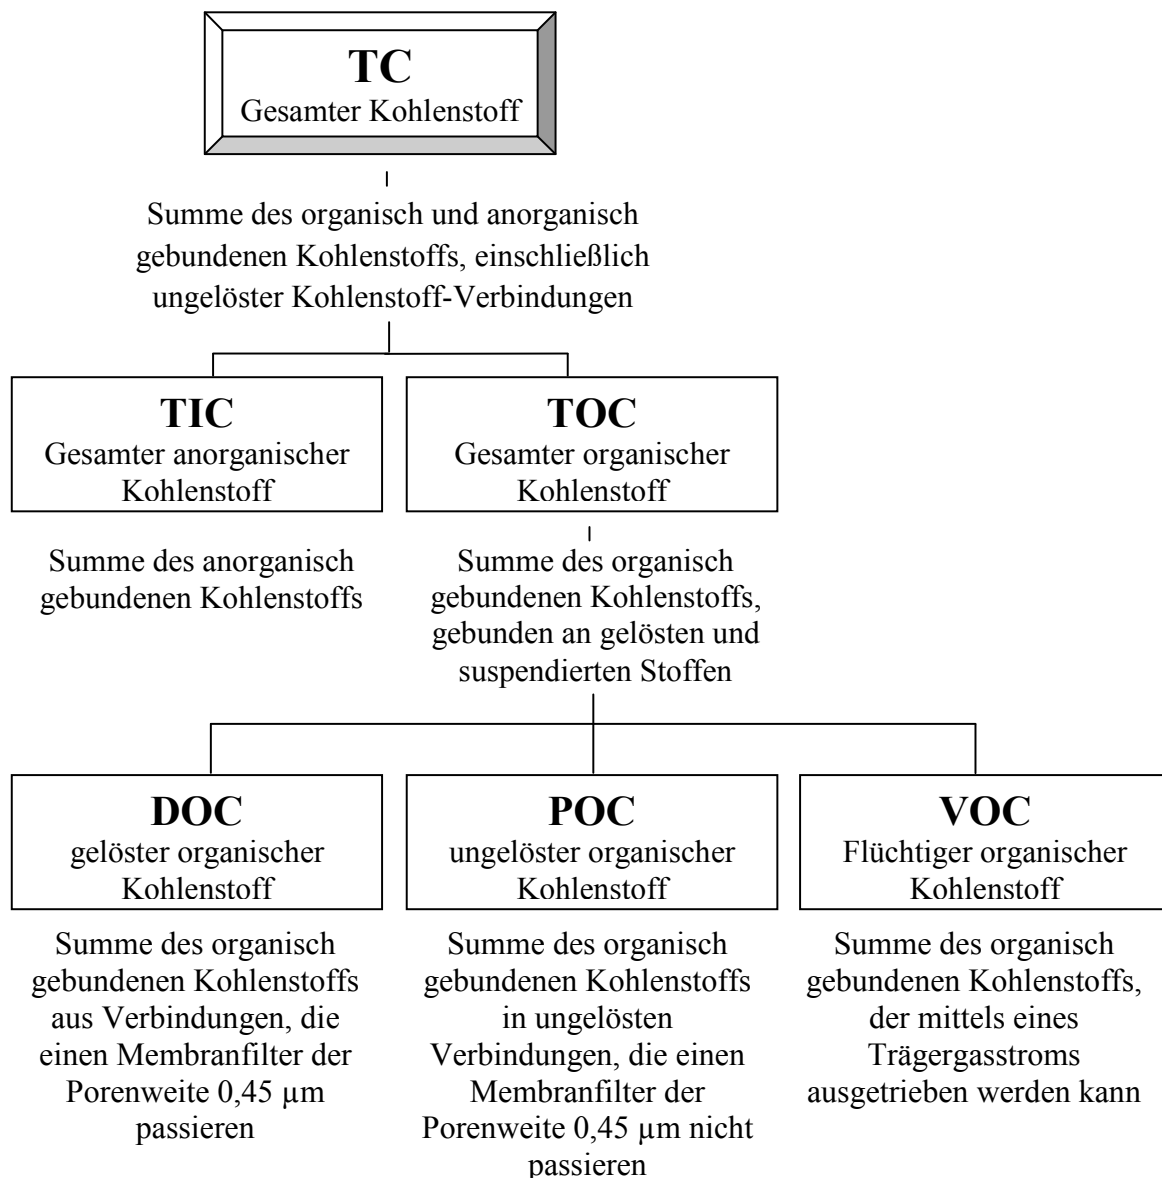 TC
Gesamter Kohlenstoff
Summe des organisch und anorganisch
gebundenen Kohlenstoffs, einschließlich
ungelöster Kohlenstoff-Verbindungen
TIC
Gesamter anorganischer
Kohlenstoff
Summe des anorganisch
gebundenen Kohlenstoffs
TOC
Gesamter organischer
Kohlenstoff
Summe des organisch
gebundenen Kohlenstoffs,
gebunden an gelösten und
suspendierten Stoffen
DOC
gelöster organischer
Kohlenstoff
Summe des organisch
gebundenen Kohlenstoffs
aus Verbindungen, die
einen Membranfilter der
Porenweite 0,45 µm
passieren
POC
ungelöster organischer
Kohlenstoff
Summe des organisch
gebundenen Kohlenstoffs
in ungelösten
Verbindungen, die einen
Membranfilter der
Porenweite 0,45 µm nicht
passieren
VOC
Flüchtiger organischer
Kohlenstoff
Summe des organisch
gebundenen Kohlenstoffs,
der mittels eines
Trägergasstroms
ausgetrieben werden kann